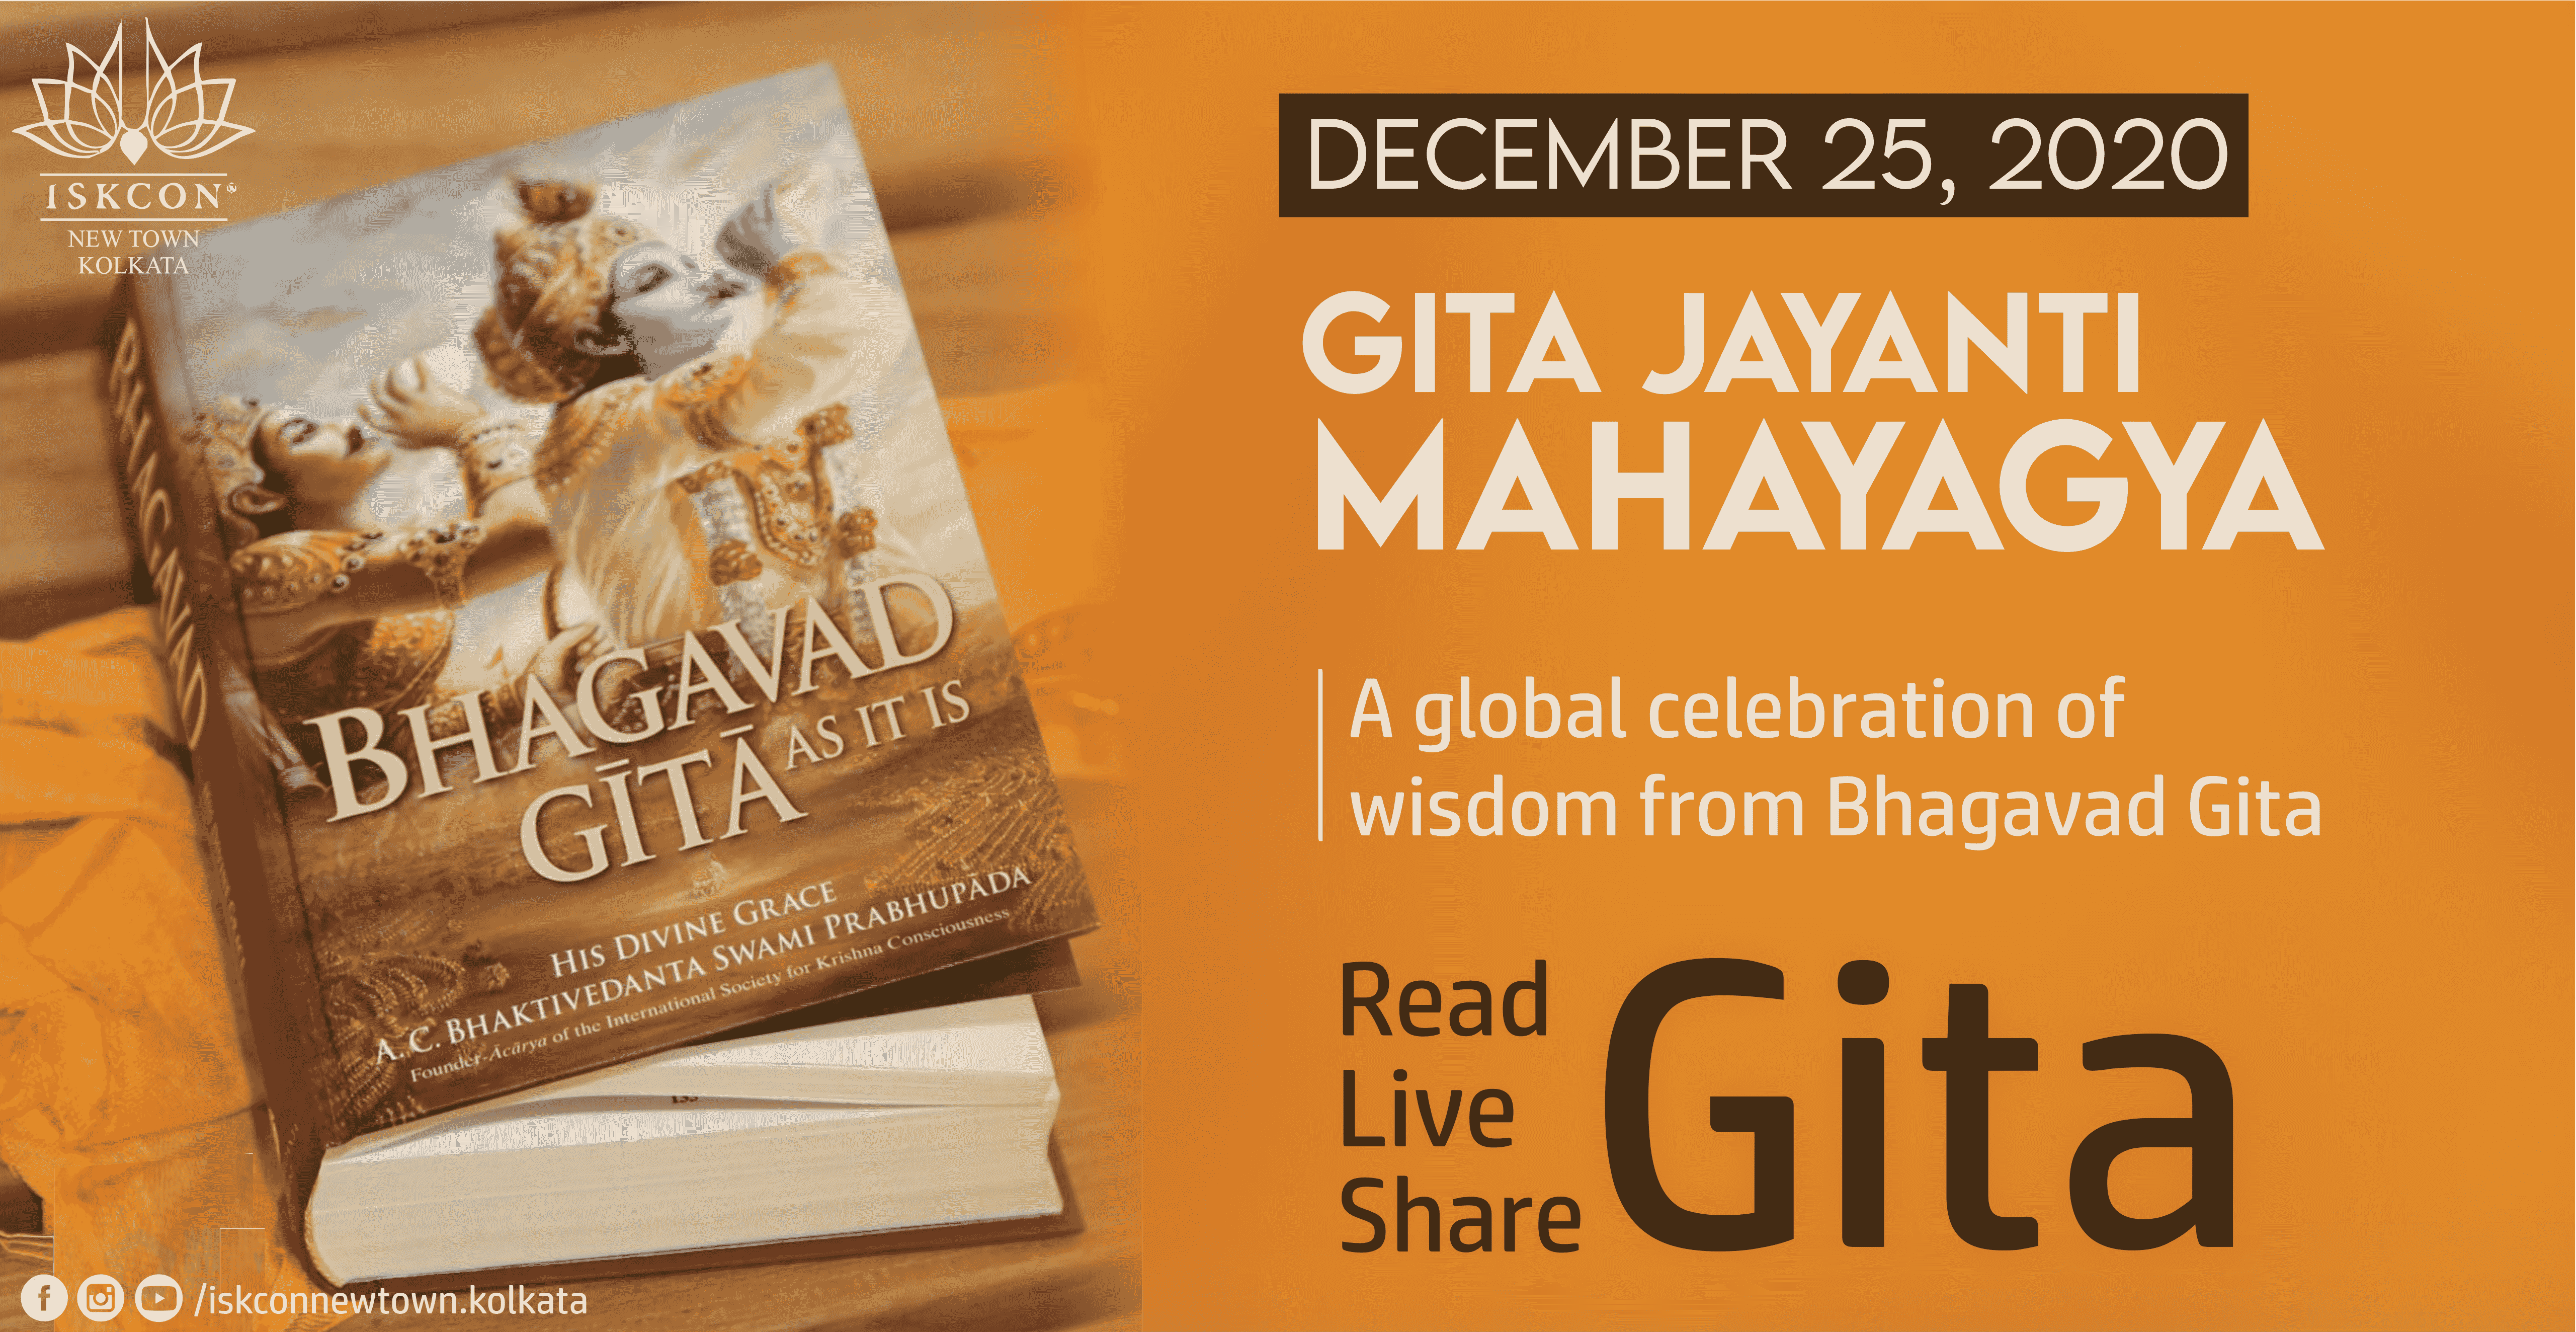 ISKCON®
NEW TOWN
KOLKATA
BHAGAVAD
BHAGAVAD
GĪTĀ AS IT IS
HIS DIVINE GRACE
A. C. BHAKTIVEDANTA SWAMI PRABHUPĀDA
Founder-Ācārya of the International Society for Krishna Consciousness
/iskconnewtown.kolkata
DECEMBER 25, 2020
GITA JAYANTI
MAHAYAGYA
A global celebration of
wisdom from Bhagavad Gita
Read
Live
Share
Gita